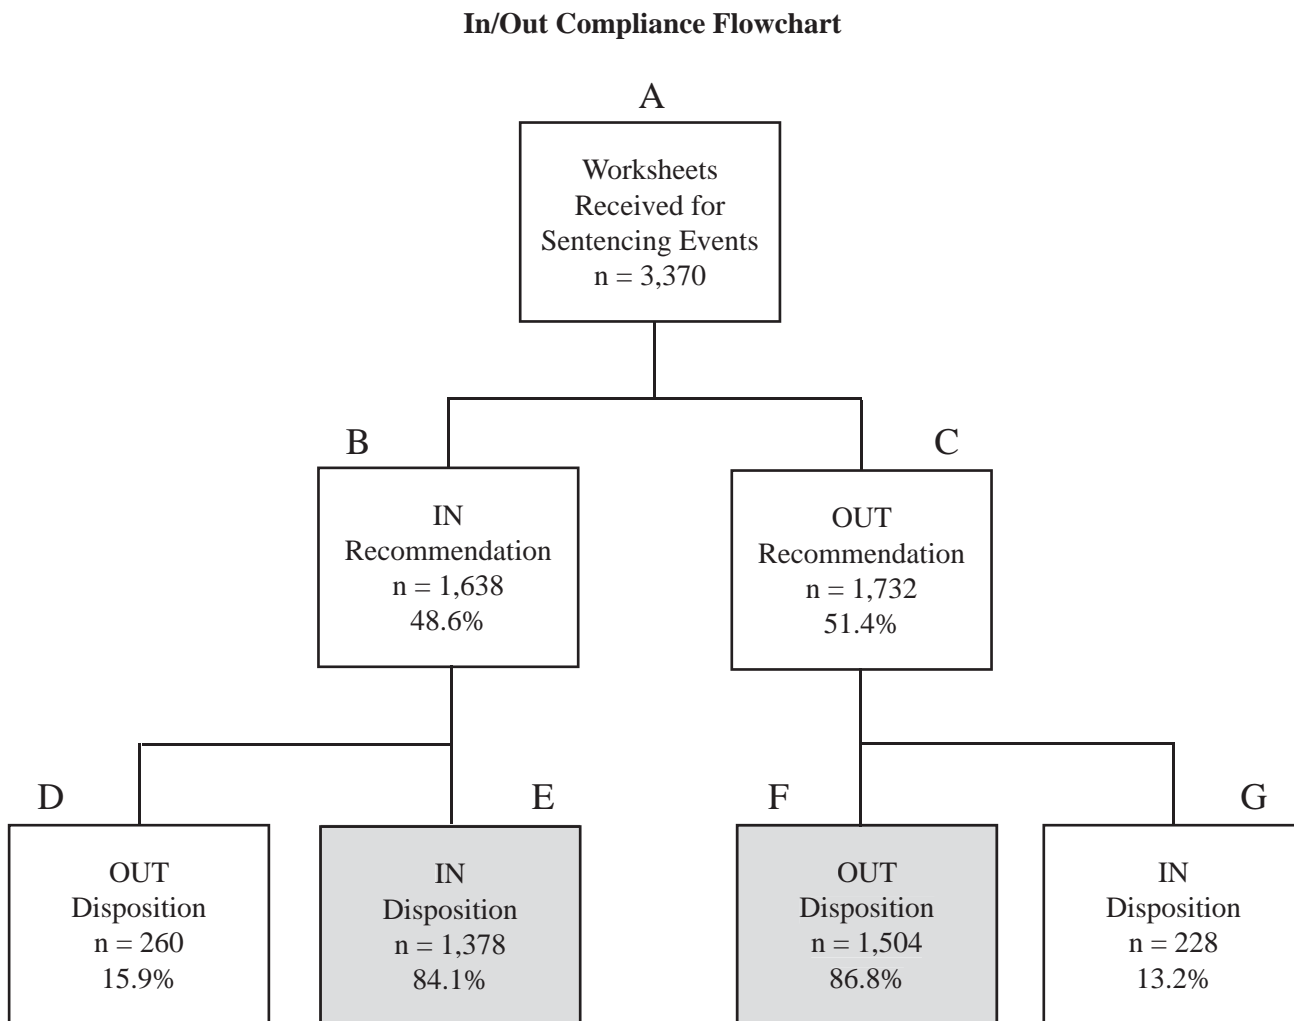 In/Out Compliance Flowchart
A
Worksheets
Received for
Sentencing Events
n = 3,370
B
IN
Recommendation
n = 1,638
48.6%
C
OUT
Recommendation
n = 1,732
51.4%
D
OUT
Disposition
n = 260
15.9%
E
IN
Disposition
n = 1,378
84.1%
F
OUT
Disposition
n = 1,504
86.8%
G
IN
Disposition
n = 228
13.2%